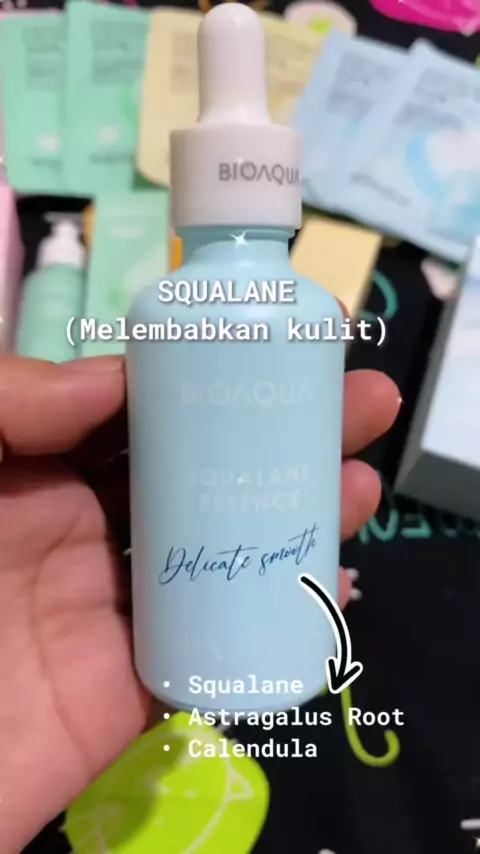 BIOAQUA
SQUALANE
(Melembabkan kulit)
BIOAQUA
SQUALANE
ESSENCE
Delicate smooth
• Squalane
• Astragalus Root
• Calendula